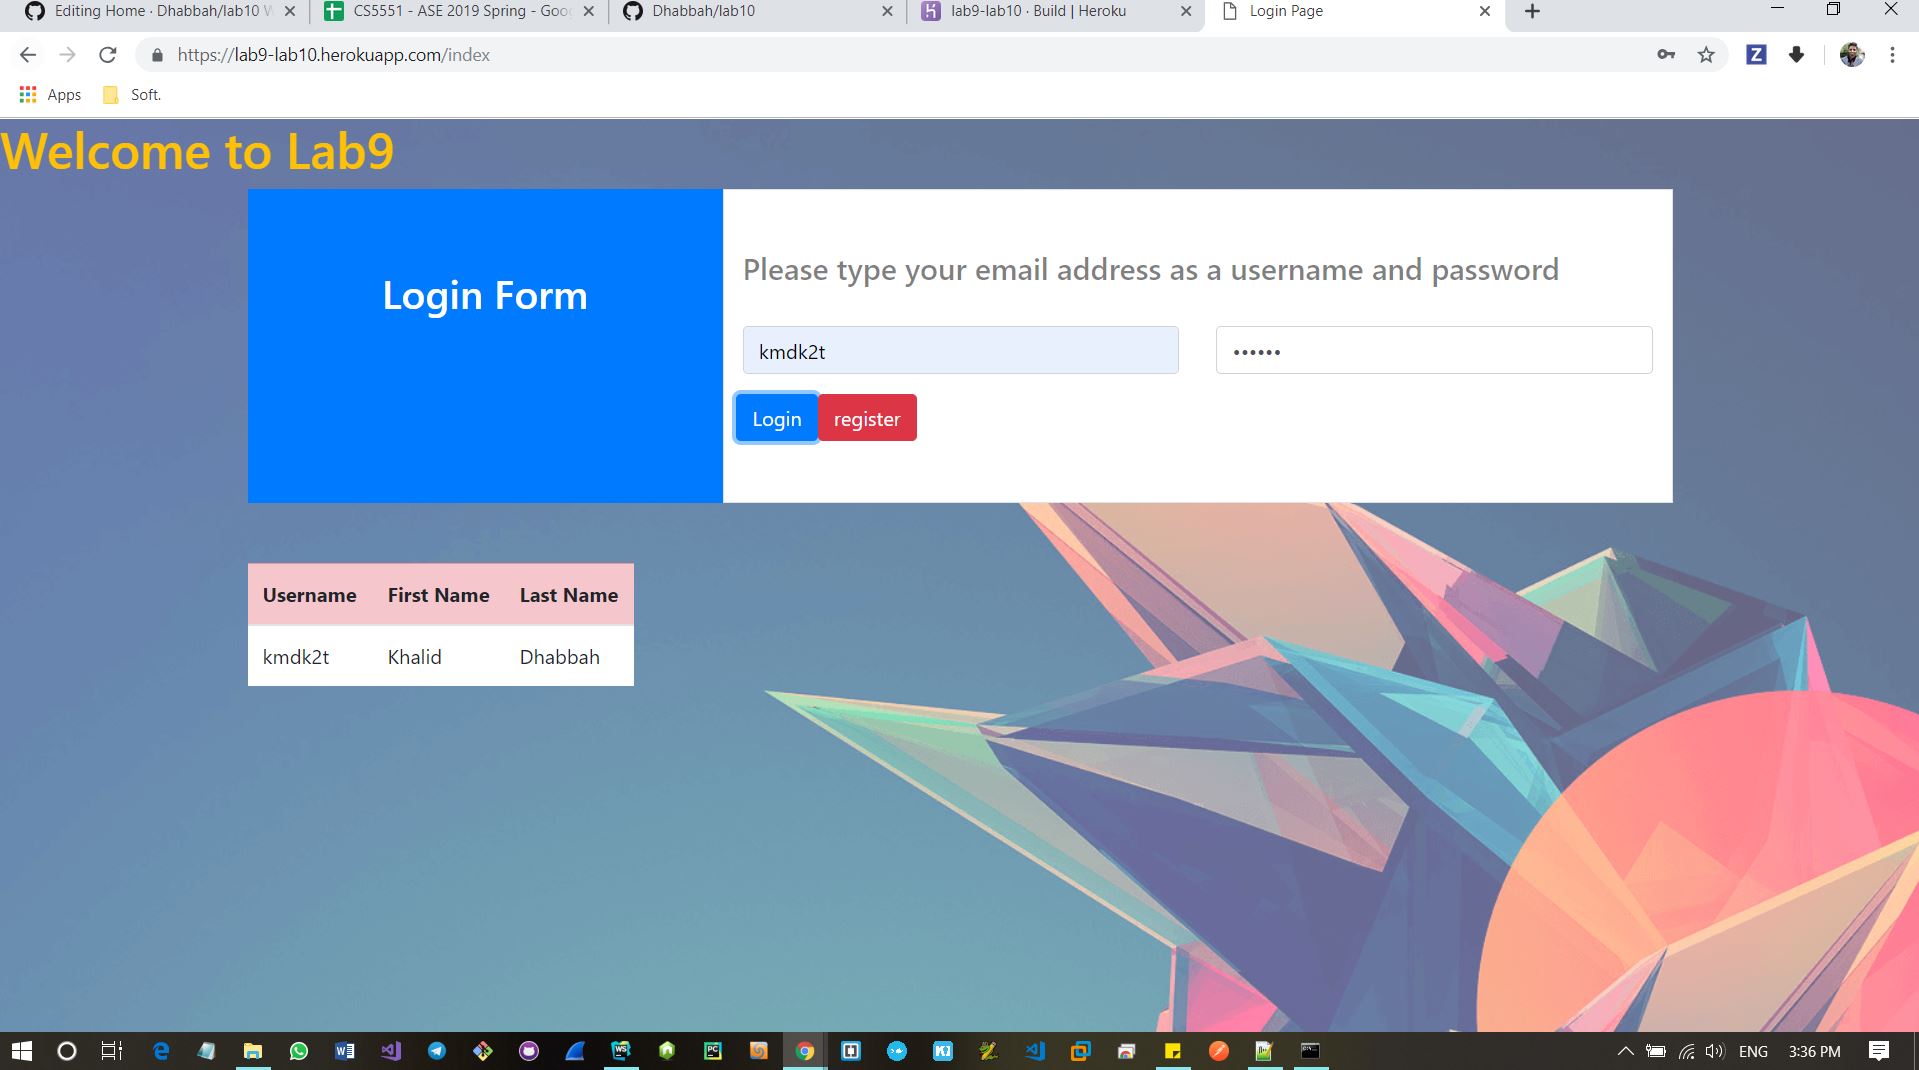 Editing Home · Dhabbah/lab10 W
CS5551 - ASE 2019 Spring - Goo
Dhabbah/lab10
lab9-lab10 · Build | Heroku
Login Page
https://lab9-lab10.herokuapp.com/index
Apps
Soft.
Welcome to Lab9
Login Form
Please type your email address as a username and password
kmdk2t
••••••
Login
register
Username First Name Last Name
kmdk2t Khalid Dhabbah
ENG
3:36 PM